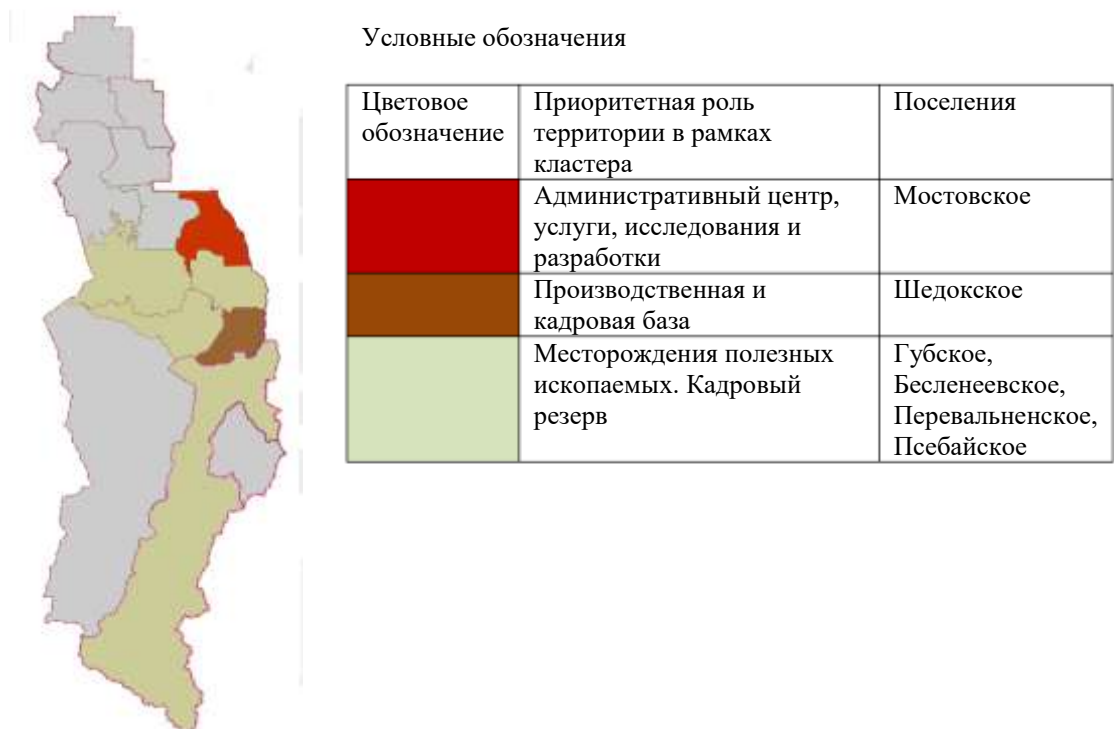 Условные обозначения
Цветовое
обозначение
Приоритетная роль
территории в рамках
кластера
Поселения
Административный центр,
услуги, исследования и
разработки
Мостовское
Производственная и
кадровая база
Шедокское
Месторождения полезных
ископаемых. Кадровый
резерв
Губское,
Бесленеевское,
Перевальненское,
Псебайское